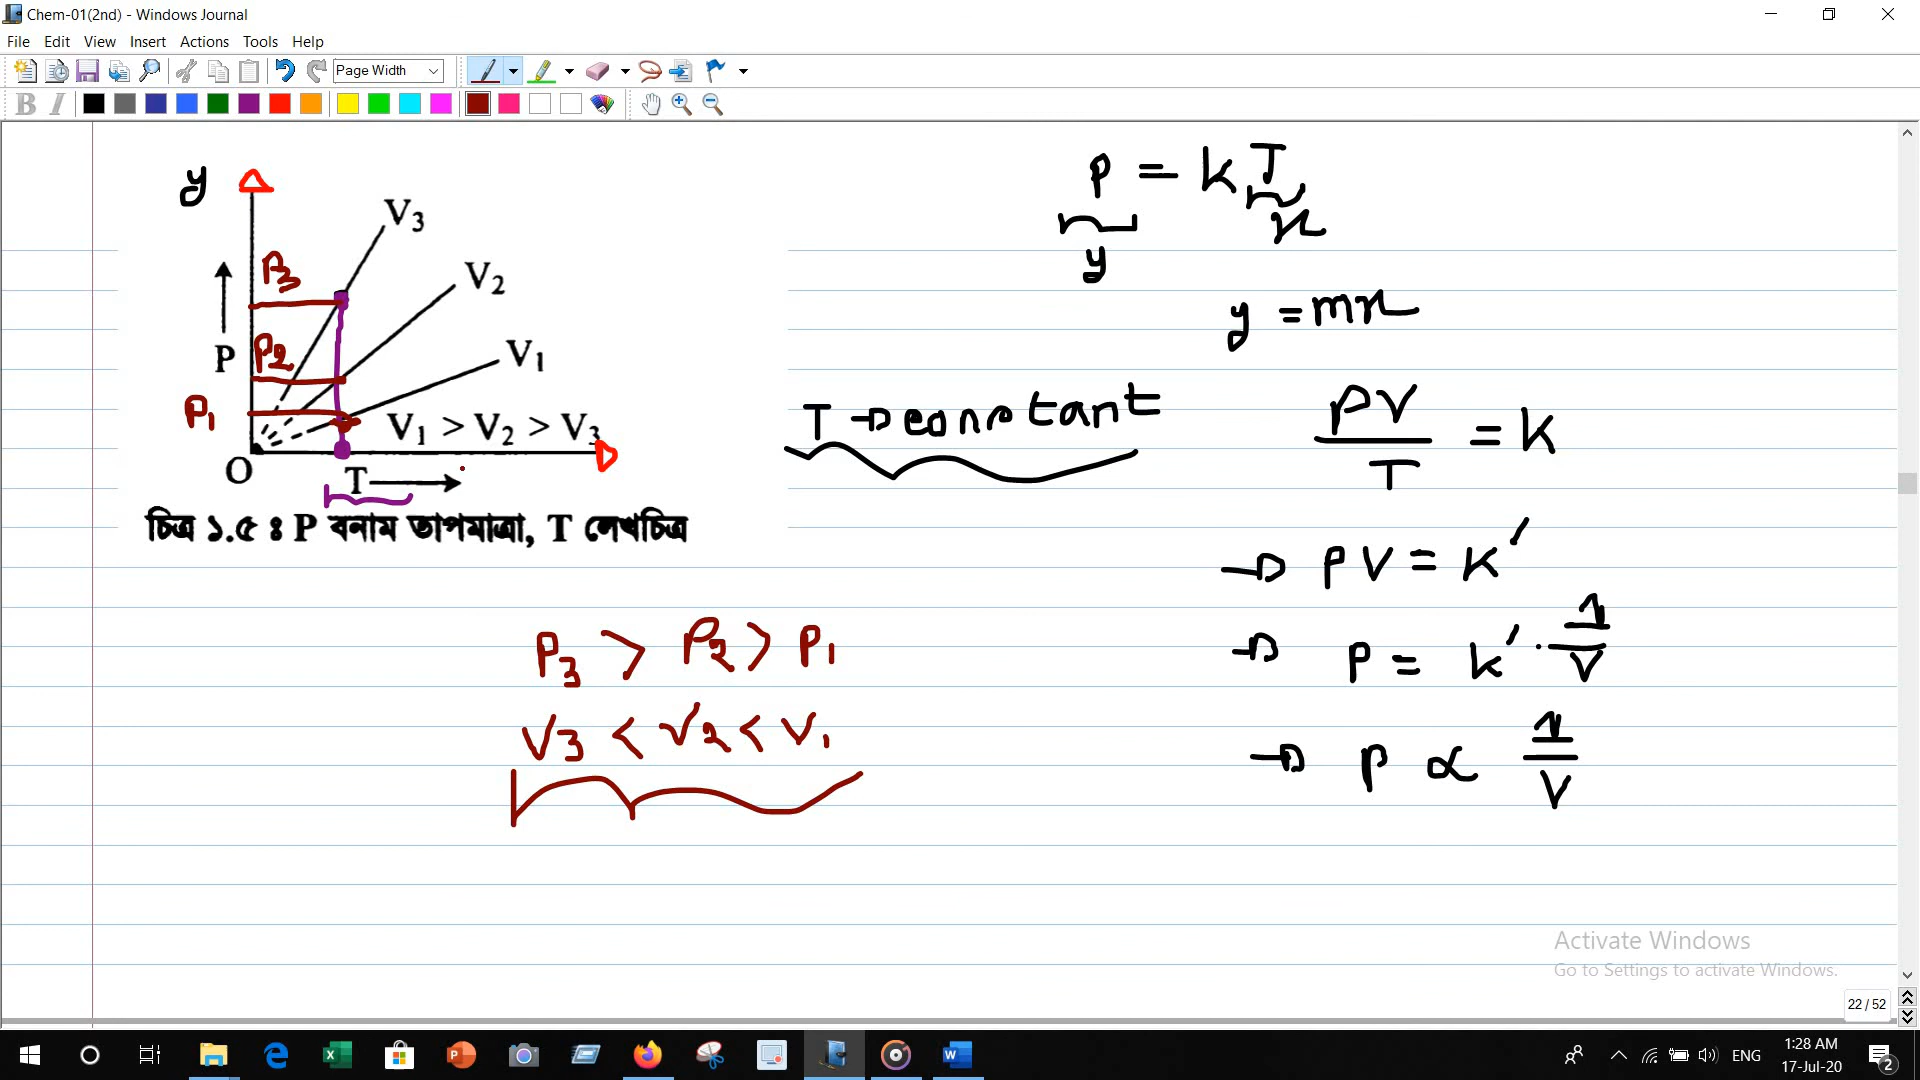 Chem-01(2nd) - Windows Journal
File Edit View Insert Actions Tools Help
Page Width
B I
y
V3
V2
V1
P3
P2
P1
P
V1 > V2 > V3
O
T
চিত্র ১.৫ ঃ P বনাম তাপমাত্রা, T লেখচিত্র
P3 > P2 > P1
V3 < V2 < V1
P = KT
y x
y = mx
T → constant
PV/T = K
→ PV = K′
→ P = K′ · 1/V
→ P ∝ 1/V
Activate Windows
Go to Settings to activate Windows.
22 / 52
ENG
1:28 AM
17-Jul-20
2